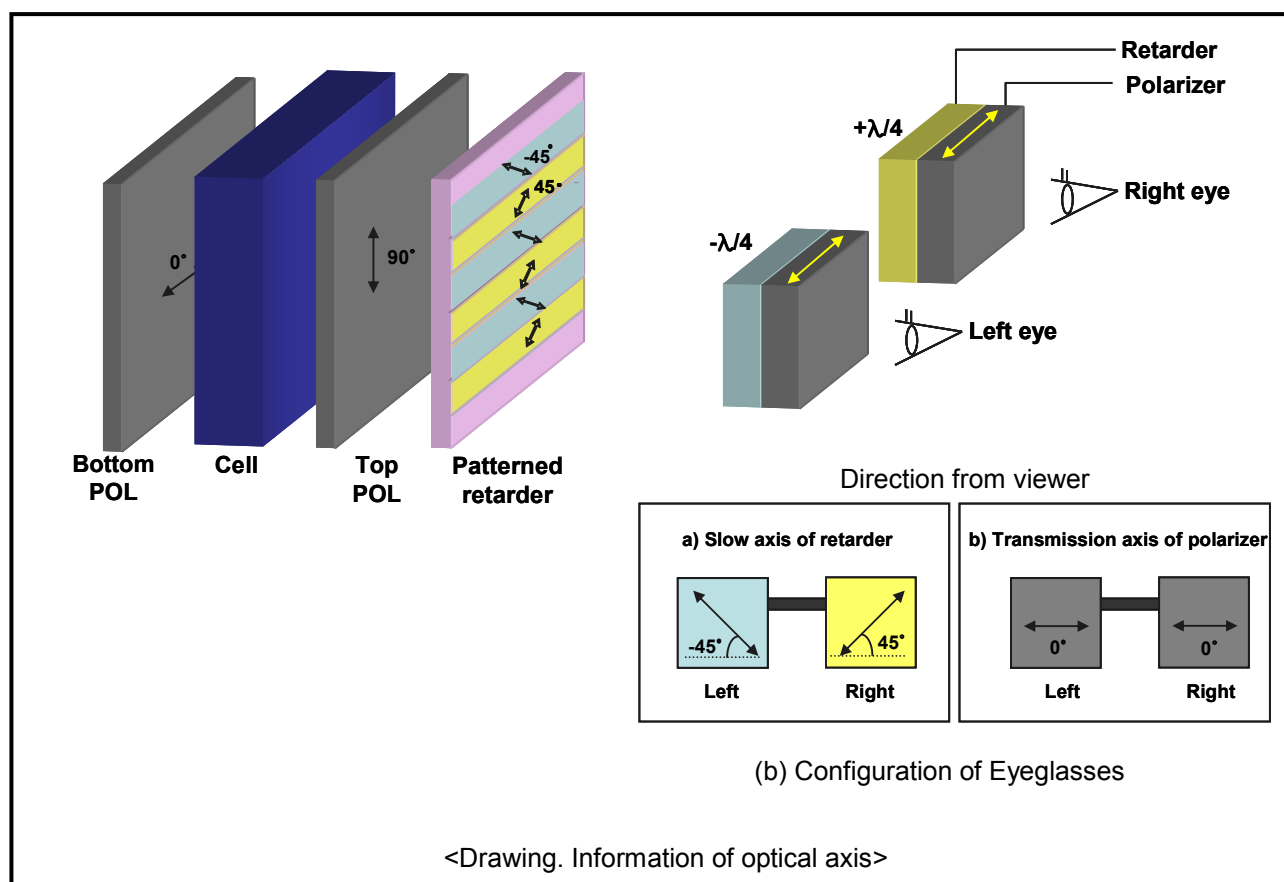 Retarder
Polarizer
+λ/4
Right eye
-λ/4
Left eye
-45°
45°
0°
90°
Bottom
POL
Cell
Top
POL
Patterned
retarder
Direction from viewer
a) Slow axis of retarder
-45°
45°
Left
Right
b) Transmission axis of polarizer
0°
0°
Left
Right
(b) Configuration of Eyeglasses
<Drawing. Information of optical axis>